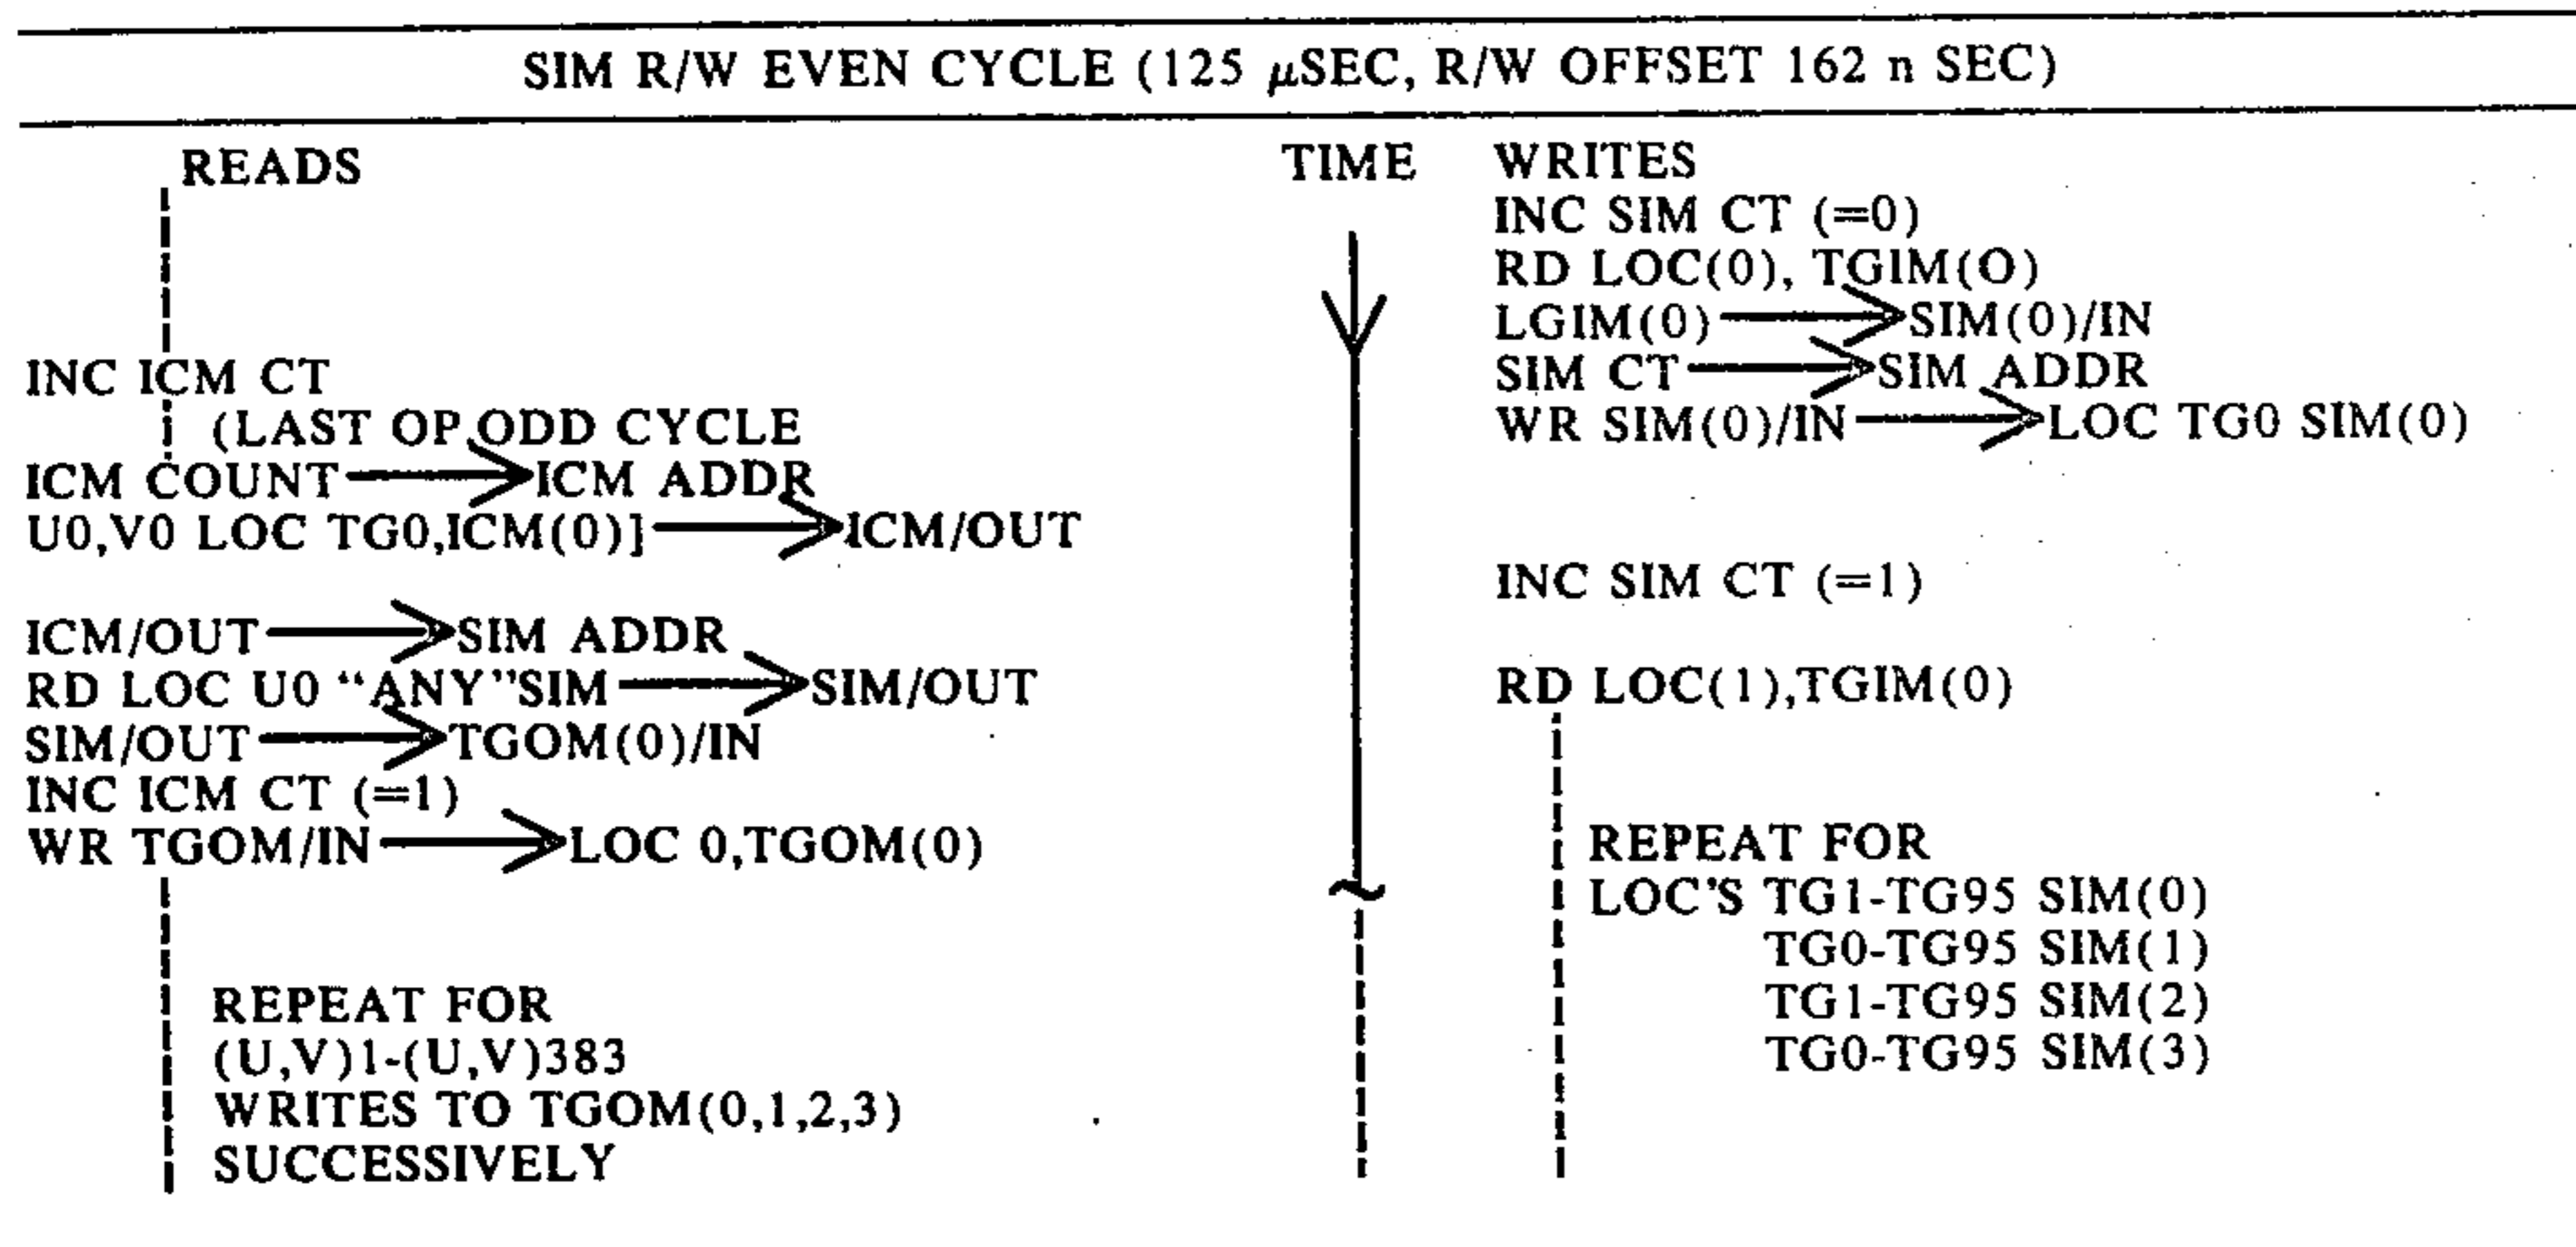 SIM R/W EVEN CYCLE (125 μSEC, R/W OFFSET 162 n SEC)
READS
INC ICM CT
(LAST OP ODD CYCLE
ICM COUNT → ICM ADDR
U0,V0 LOC TG0,ICM(0)] → ICM/OUT
ICM/OUT → SIM ADDR
RD LOC U0 “ANY”SIM → SIM/OUT
SIM/OUT → TGOM(0)/IN
INC ICM CT (=1)
WR TGOM/IN → LOC 0,TGOM(0)
REPEAT FOR
(U,V)1-(U,V)383
WRITES TO TGOM(0,1,2,3)
SUCCESSIVELY
TIME
WRITES
INC SIM CT (=0)
RD LOC(0), TGIM(O)
LGIM(0) → SIM(0)/IN
SIM CT → SIM ADDR
WR SIM(0)/IN → LOC TG0 SIM(0)
INC SIM CT (=1)
RD LOC(1),TGIM(0)
REPEAT FOR
LOC'S TG1-TG95 SIM(0)
TG0-TG95 SIM(1)
TG1-TG95 SIM(2)
TG0-TG95 SIM(3)